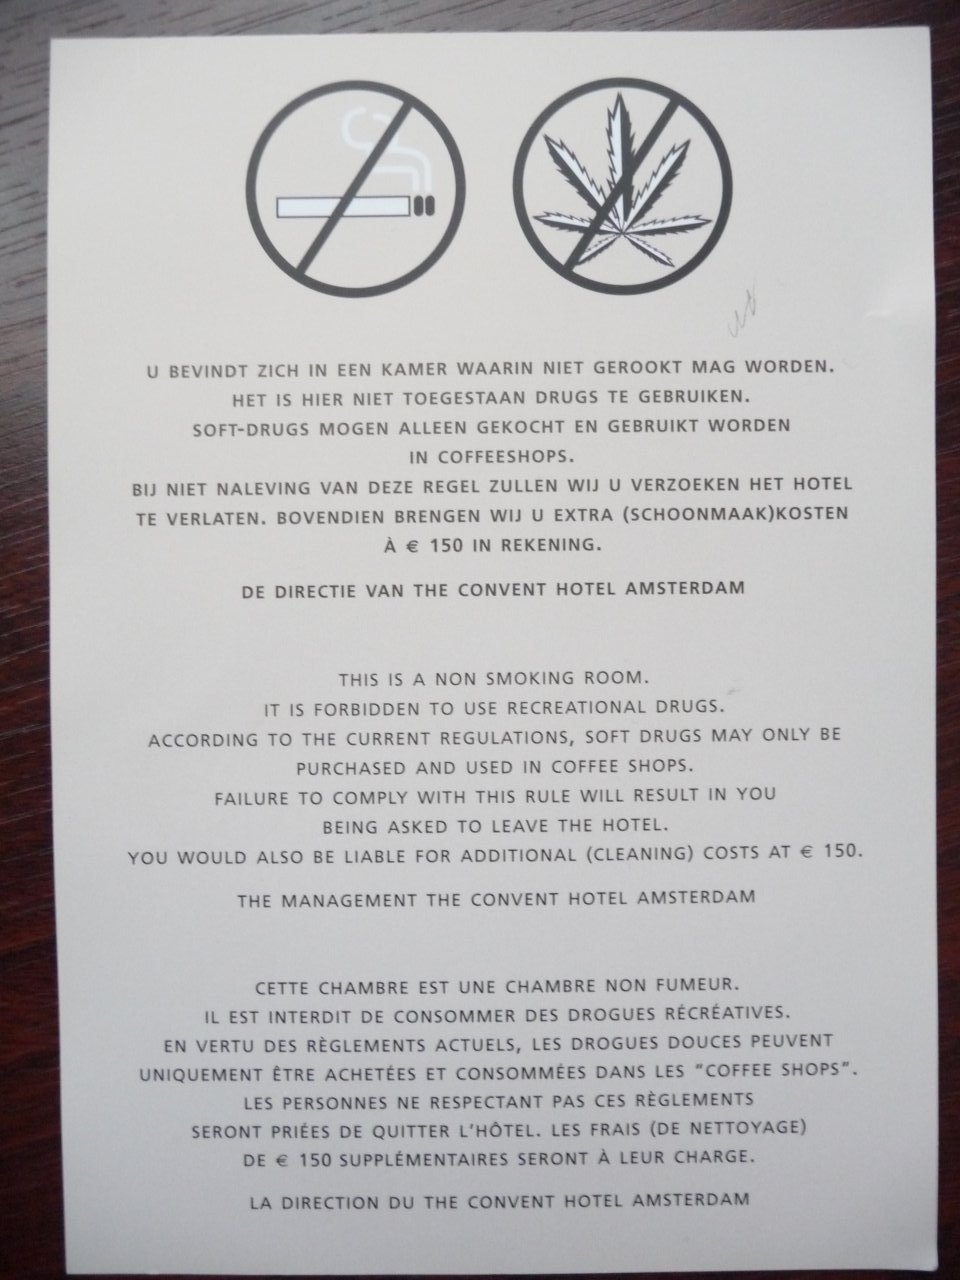 U BEVINDT ZICH IN EEN KAMER WAARIN NIET GEROOKT MAG WORDEN.
HET IS HIER NIET TOEGESTAAN DRUGS TE GEBRUIKEN.
SOFT-DRUGS MOGEN ALLEEN GEKOCHT EN GEBRUIKT WORDEN
IN COFFEESHOPS.
BIJ NIET NALEVING VAN DEZE REGEL ZULLEN WIJ U VERZOEKEN HET HOTEL
TE VERLATEN. BOVENDIEN BRENGEN WIJ U EXTRA (SCHOONMAAK)KOSTEN
À € 150 IN REKENING.
DE DIRECTIE VAN THE CONVENT HOTEL AMSTERDAM
THIS IS A NON SMOKING ROOM.
IT IS FORBIDDEN TO USE RECREATIONAL DRUGS.
ACCORDING TO THE CURRENT REGULATIONS, SOFT DRUGS MAY ONLY BE
PURCHASED AND USED IN COFFEE SHOPS.
FAILURE TO COMPLY WITH THIS RULE WILL RESULT IN YOU
BEING ASKED TO LEAVE THE HOTEL.
YOU WOULD ALSO BE LIABLE FOR ADDITIONAL (CLEANING) COSTS AT € 150.
THE MANAGEMENT THE CONVENT HOTEL AMSTERDAM
CETTE CHAMBRE EST UNE CHAMBRE NON FUMEUR.
IL EST INTERDIT DE CONSOMMER DES DROGUES RÉCRÉATIVES.
EN VERTU DES RÈGLEMENTS ACTUELS, LES DROGUES DOUCES PEUVENT
UNIQUEMENT ÊTRE ACHETÉES ET CONSOMMÉES DANS LES "COFFEE SHOPS".
LES PERSONNES NE RESPECTANT PAS CES RÈGLEMENTS
SERONT PRIÉES DE QUITTER L'HÔTEL. LES FRAIS (DE NETTOYAGE)
DE € 150 SUPPLÉMENTAIRES SERONT À LEUR CHARGE.
LA DIRECTION DU THE CONVENT HOTEL AMSTERDAM